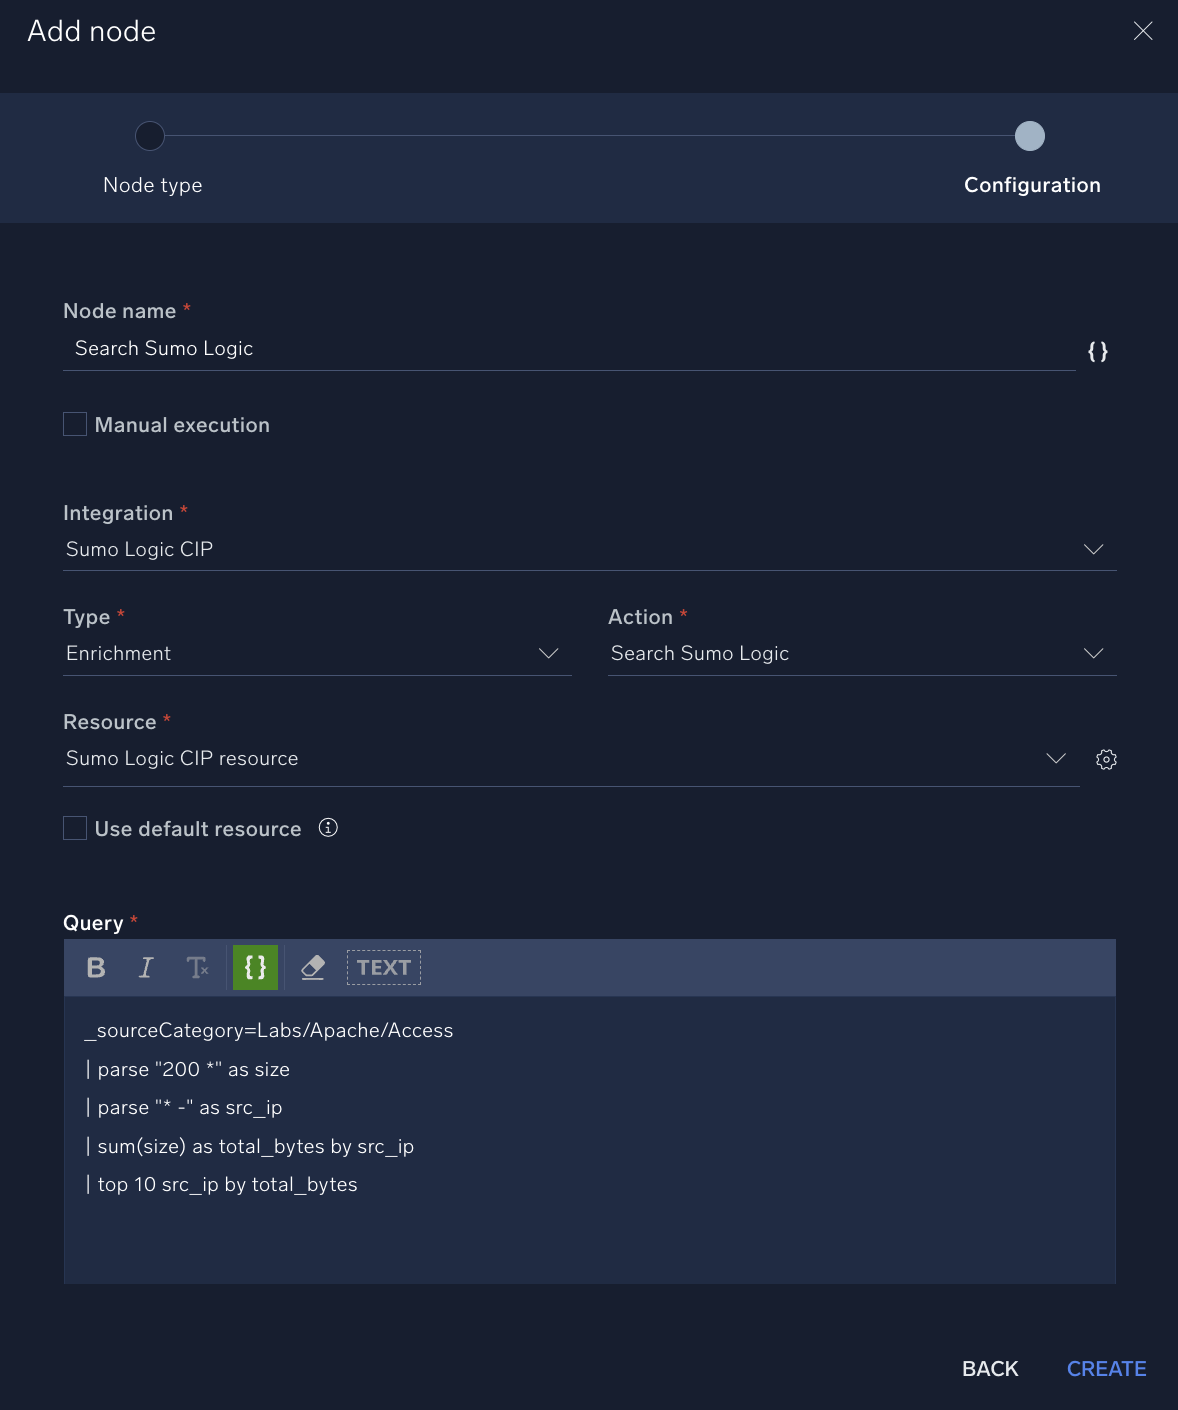 Add node
Node type
Configuration
Node name *
Search Sumo Logic
{ }
Manual execution
Integration *
Sumo Logic CIP
Type *
Action *
Enrichment
Search Sumo Logic
Resource *
Sumo Logic CIP resource
Use default resource
Query *
B I Tx { } TEXT
_sourceCategory=Labs/Apache/Access
| parse "200 *" as size
| parse "* -" as src_ip
| sum(size) as total_bytes by src_ip
| top 10 src_ip by total_bytes
BACK
CREATE